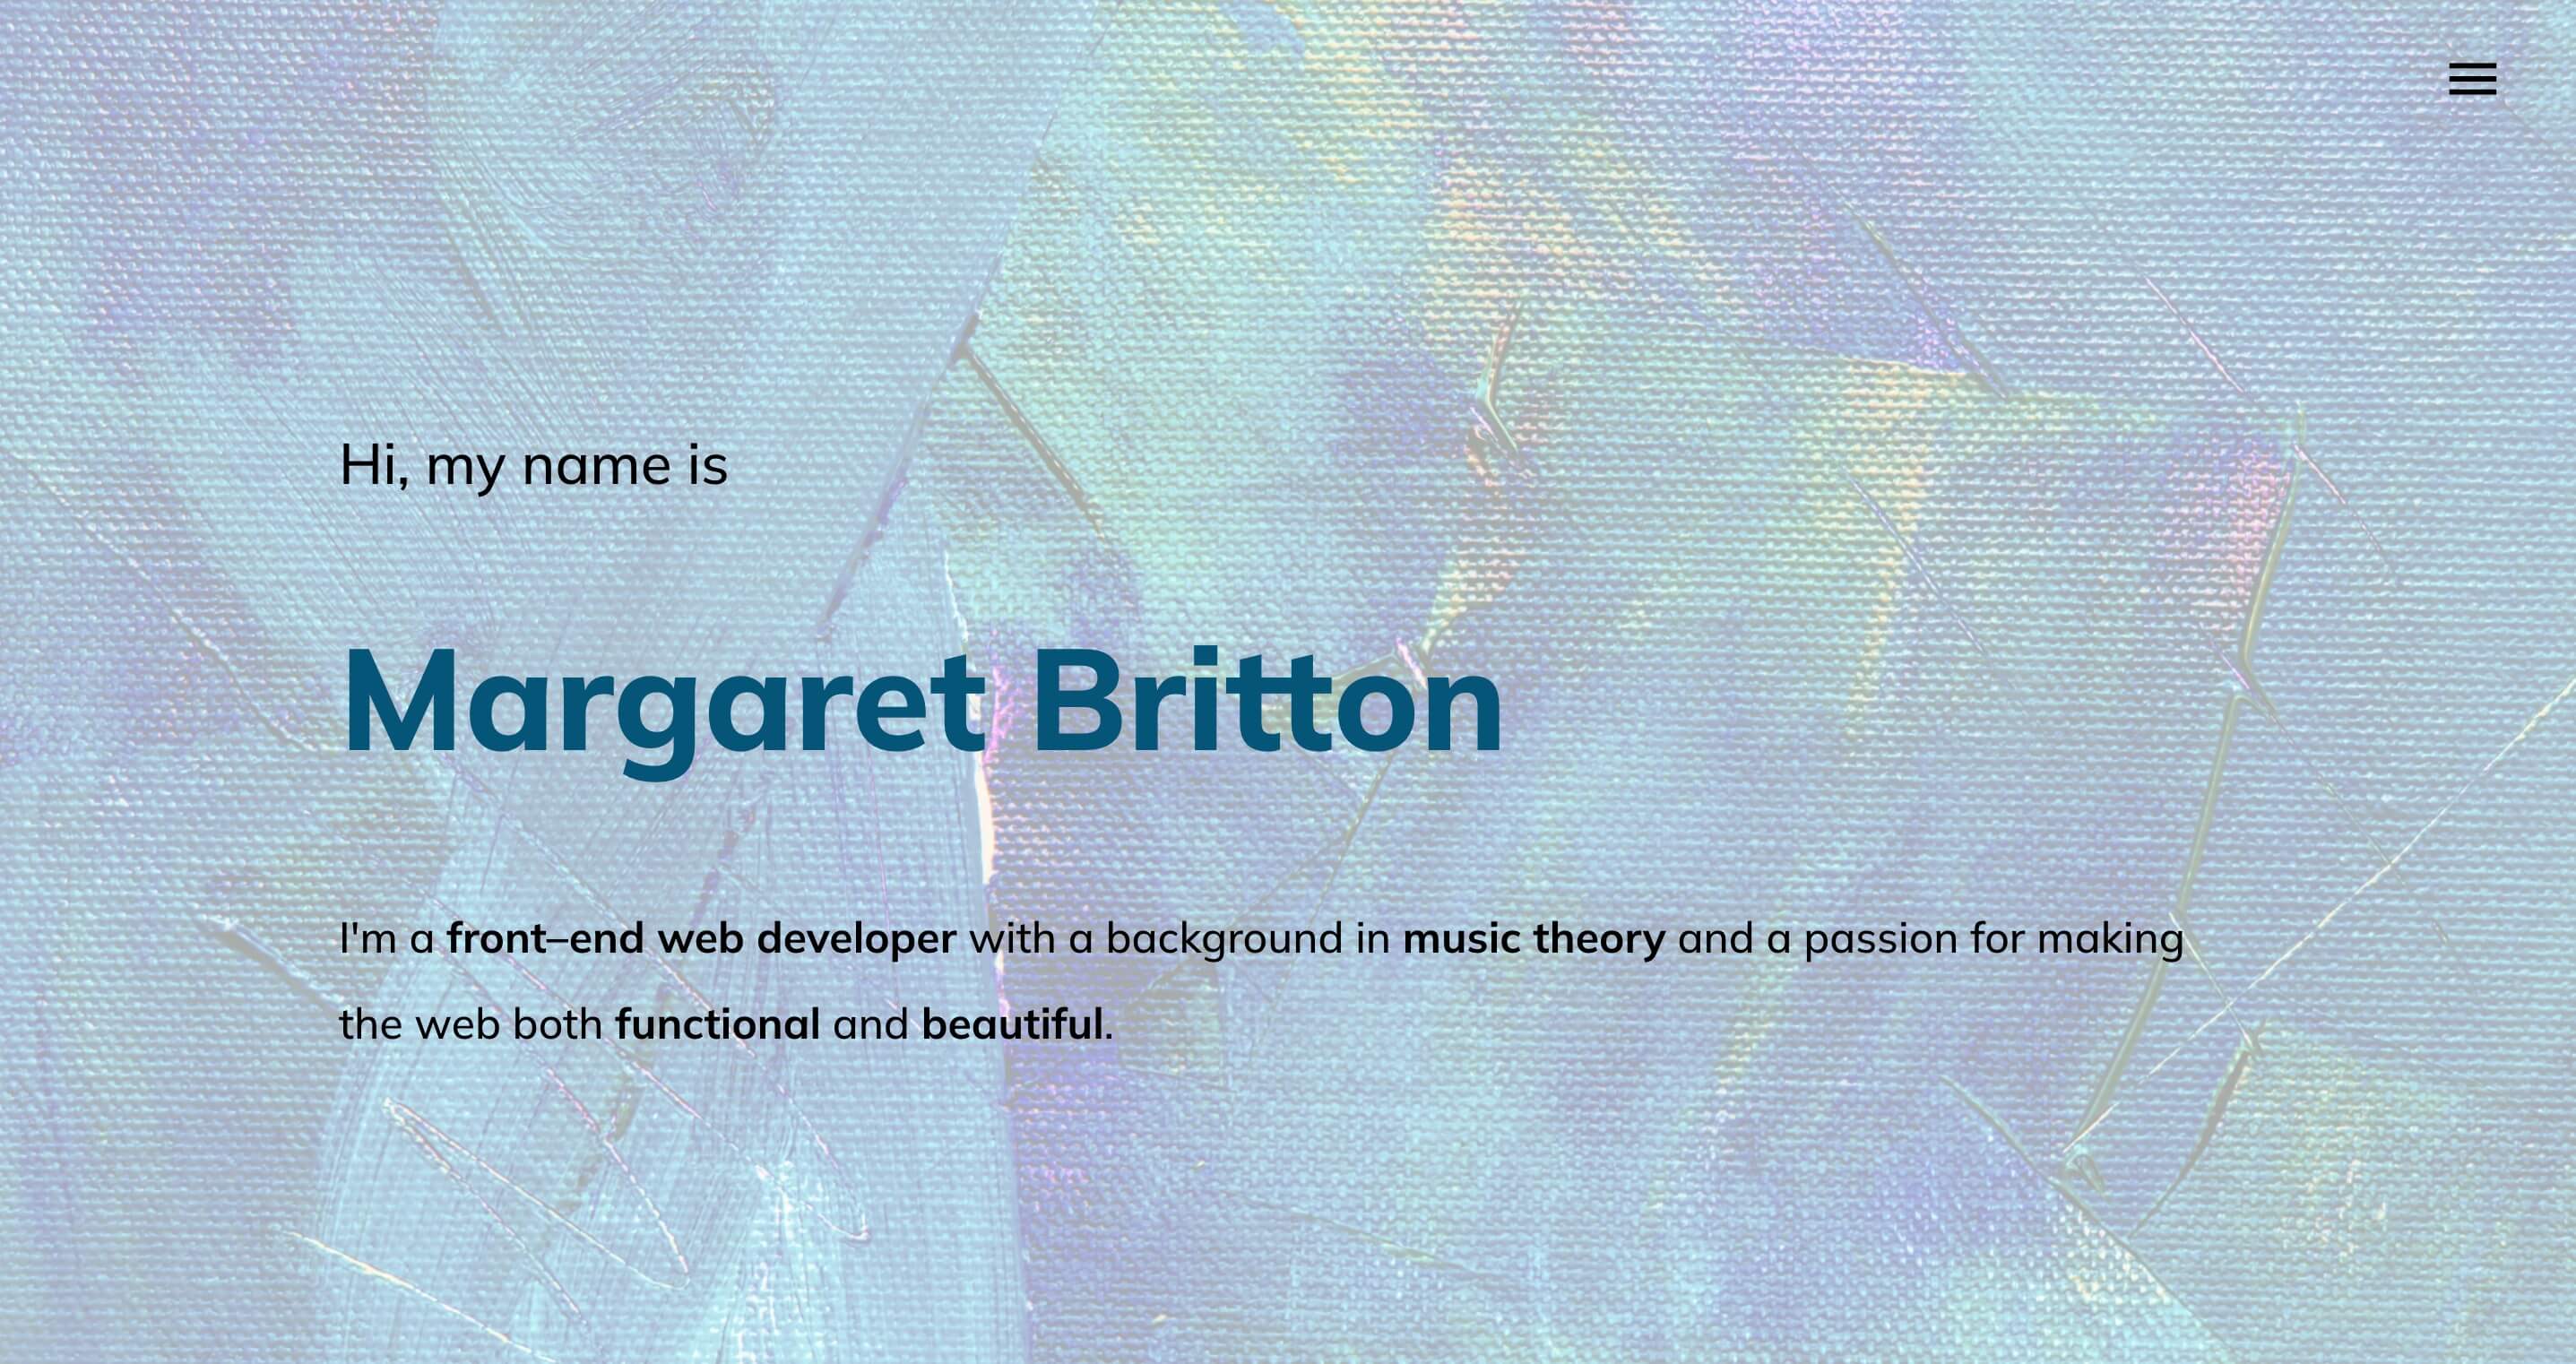 Hi, my name is
Margaret Britton
I'm a front–end web developer with a background in music theory and a passion for making
the web both functional and beautiful.